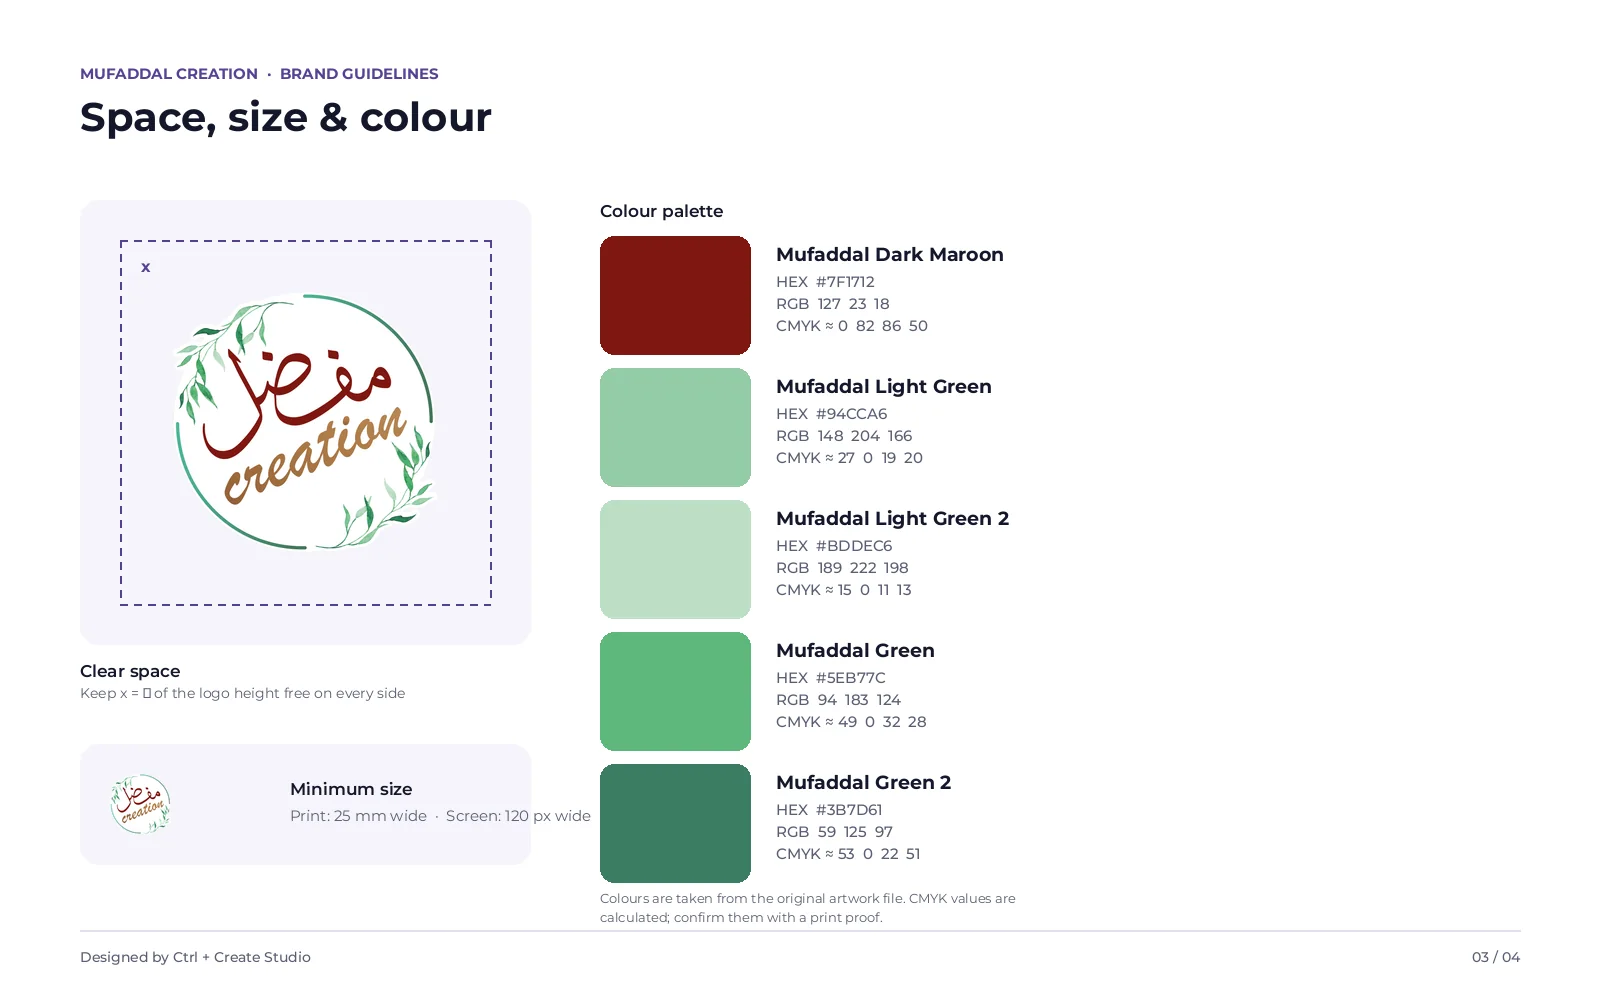 MUFADDAL CREATION · BRAND GUIDELINES
Space, size & colour
x
مفضل
creation
Clear space
Keep x = of the logo height free on every side
مفضل
creation
Minimum size
Print: 25 mm wide · Screen: 120 px wide
Colour palette
Mufaddal Dark Maroon
HEX #7F1712
RGB 127 23 18
CMYK ≈ 0 82 86 50
Mufaddal Light Green
HEX #94CCA6
RGB 148 204 166
CMYK ≈ 27 0 19 20
Mufaddal Light Green 2
HEX #BDDEC6
RGB 189 222 198
CMYK ≈ 15 0 11 13
Mufaddal Green
HEX #5EB77C
RGB 94 183 124
CMYK ≈ 49 0 32 28
Mufaddal Green 2
HEX #3B7D61
RGB 59 125 97
CMYK ≈ 53 0 22 51
Colours are taken from the original artwork file. CMYK values are
calculated; confirm them with a print proof.
Designed by Ctrl + Create Studio
03 / 04